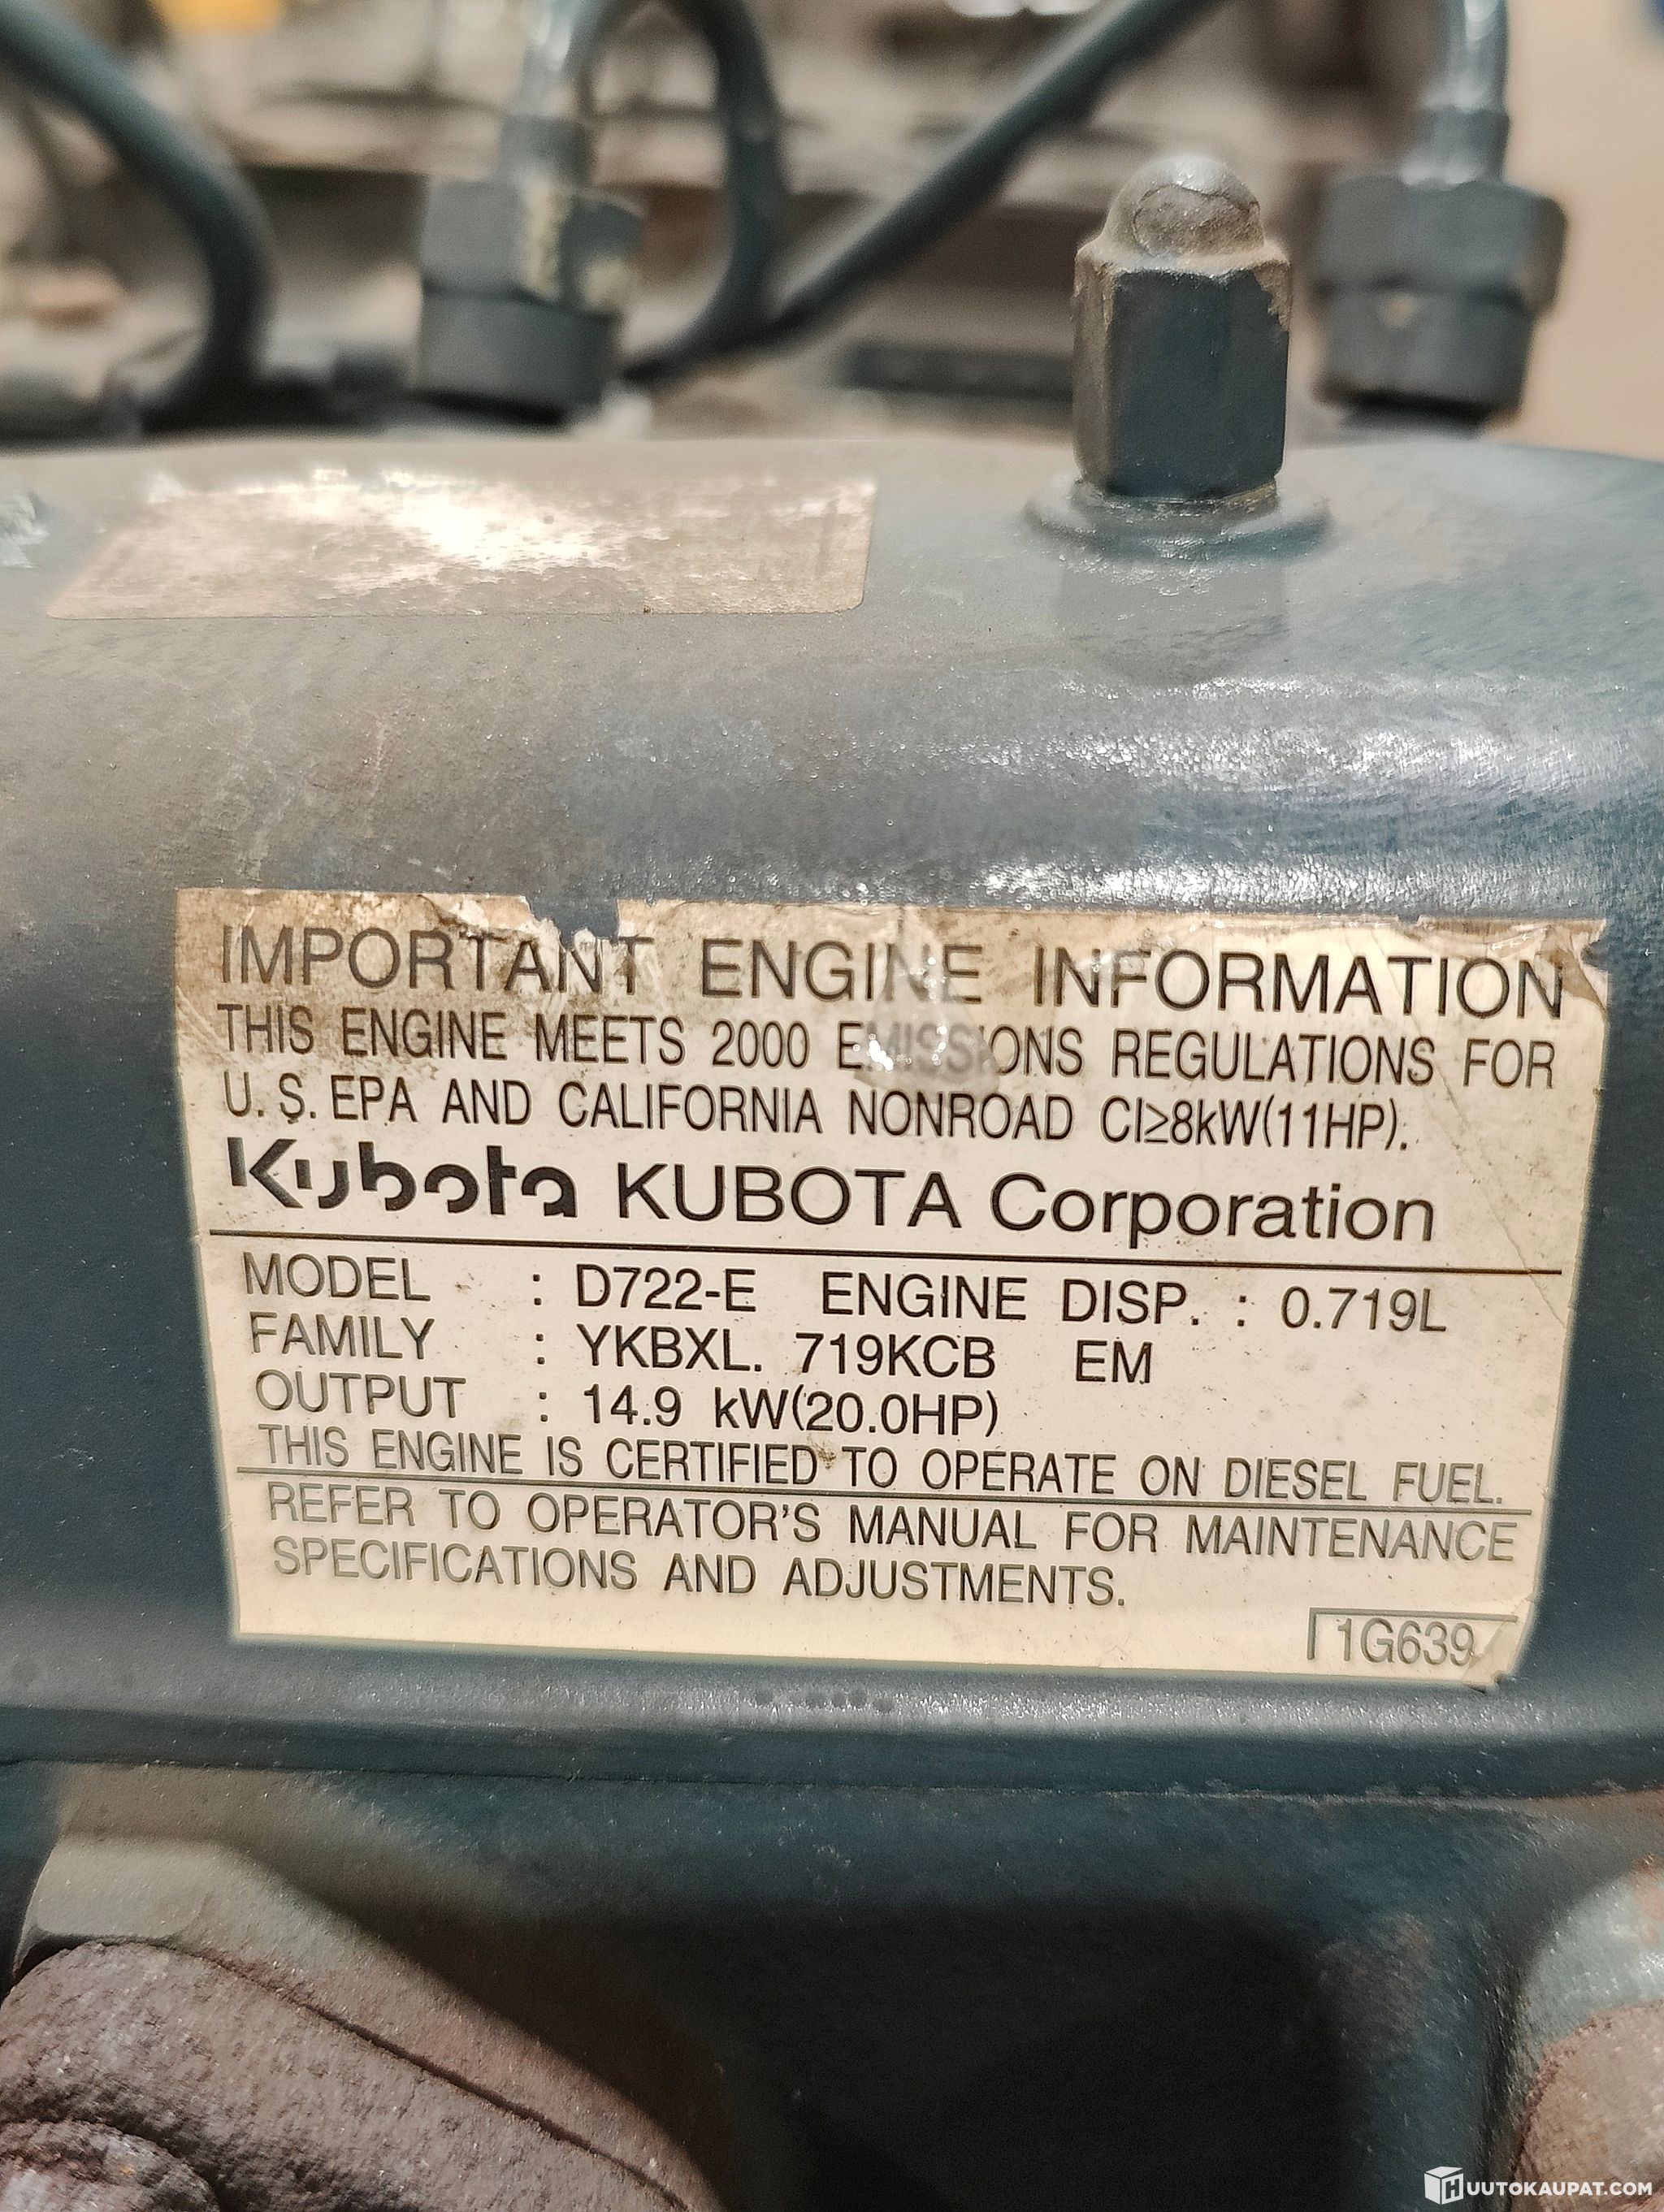 IMPORTANT ENGINE INFORMATION
THIS ENGINE MEETS 2000 EMISSIONS REGULATIONS FOR
U.S. EPA AND CALIFORNIA NONROAD CI≥8kW(11HP).
Kubota KUBOTA Corporation
MODEL : D722-E ENGINE DISP. : 0.719L
FAMILY : YKBXL. 719KCB EM
OUTPUT : 14.9 kW(20.0HP)
THIS ENGINE IS CERTIFIED TO OPERATE ON DIESEL FUEL.
REFER TO OPERATOR'S MANUAL FOR MAINTENANCE
SPECIFICATIONS AND ADJUSTMENTS.
1G639
HUUTOKAUPAT.COM